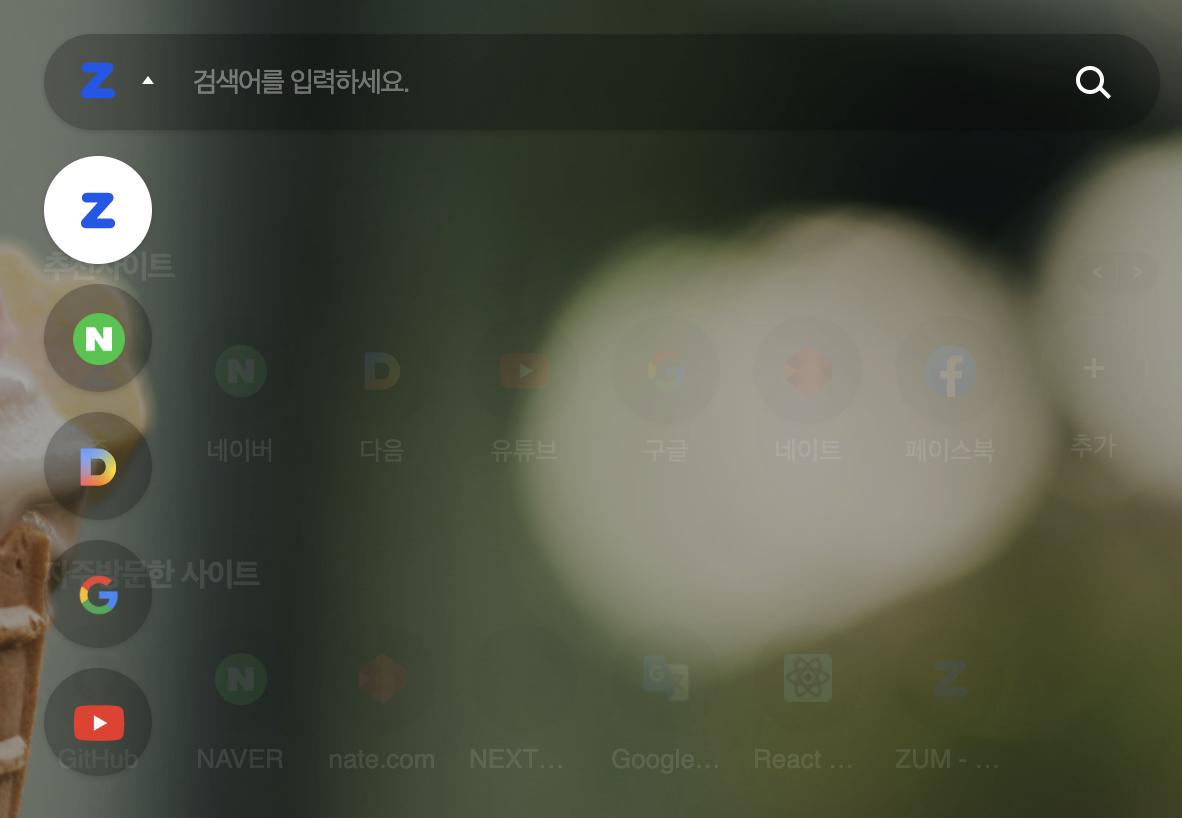 Z 검색어를 입력하세요.
Z
추천사이트
< >
N
N
D
G
f
+
네이버 다음 유튜브 구글 네이트 페이스북 추가
D
자주방문한 사이트
G
N
G
Z
GitHub NAVER nate.com NEXT... Google... React ... ZUM - ...